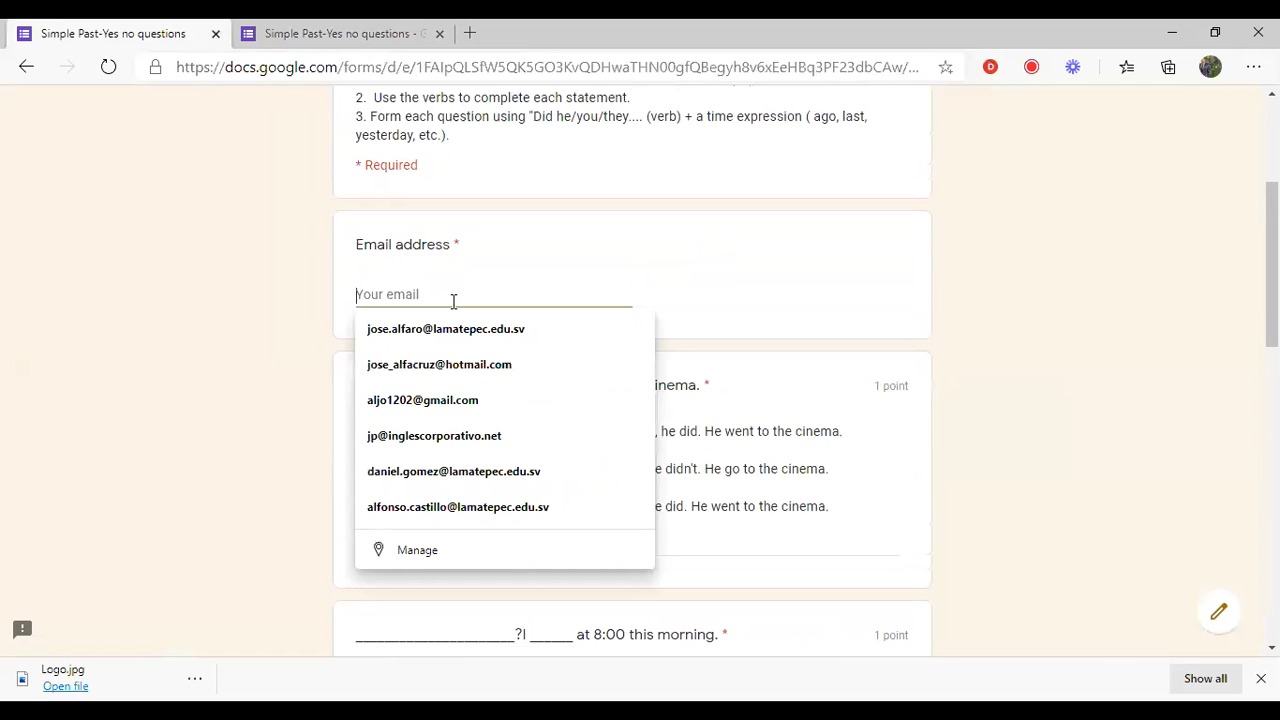 Simple Past-Yes no questions
Simple Past-Yes no questions - G
https://docs.google.com/forms/d/e/1FAIpQLSfW5QK5GO3KvQDHwaTHN00gfQBegyh8v6xEeHBq3PF23dbCAw/...
2. Use the verbs to complete each statement.
3. Form each question using "Did he/you/they.... (verb) + a time expression ( ago, last,
yesterday, etc.).
* Required
Email address *
Your email
jose.alfaro@lamatepec.edu.sv
jose_alfacruz@hotmail.com
aljo1202@gmail.com
jp@inglescorporativo.net
daniel.gomez@lamatepec.edu.sv
alfonso.castillo@lamatepec.edu.sv
Manage
inema. * 1 point
, he did. He went to the cinema.
e didn't. He go to the cinema.
e did. He went to the cinema.
______________________?I ______ at 8:00 this morning. * 1 point
Logo.jpg
Open file
Show all